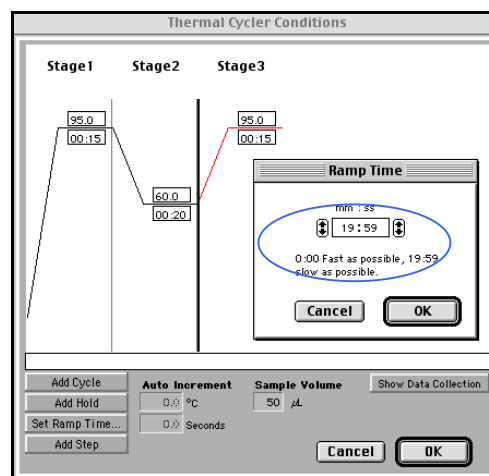 Thermal Cycler Conditions
Stage1 Stage2 Stage3
95.0 95.0
00:15 00:15
60.0
00:20
Ramp Time
mm : ss
19:59
0:00 Fast as possible, 19:59
slow as possible.
Cancel OK
Add Cycle
Add Hold
Set Ramp Time...
Add Step
Auto Increment
0.0 °C
0.0 Seconds
Sample Volume
50 µL
Show Data Collection
Cancel OK